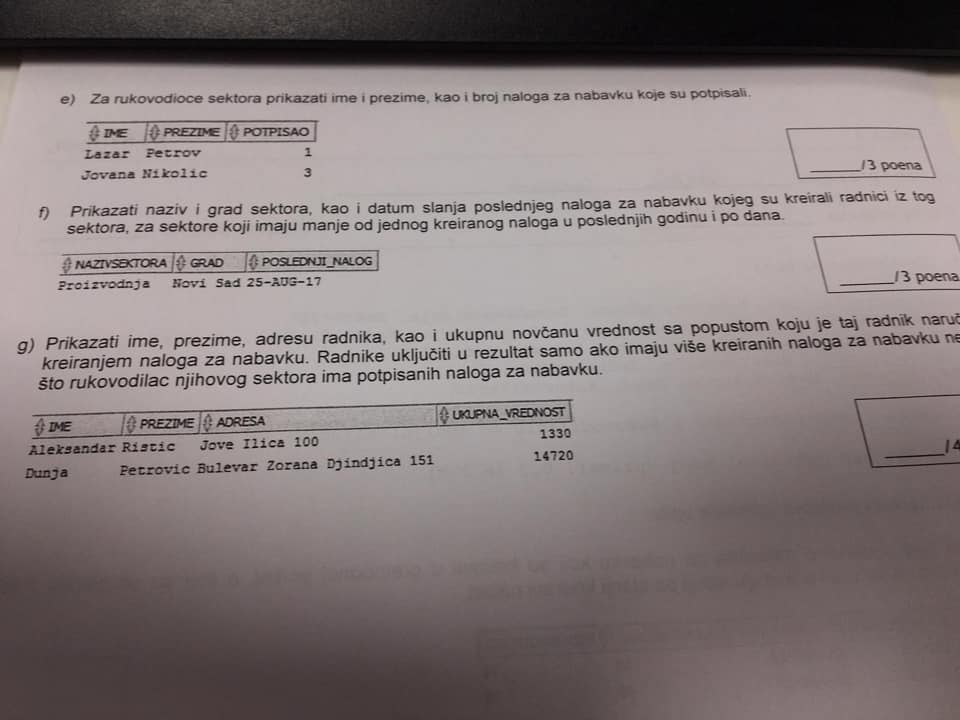 e) Za rukovodioce sektora prikazati ime i prezime, kao i broj naloga za nabavku koje su potpisali.
IME PREZIME POTPISAO
Lazar Petrov 1
Jovana Nikolic 3
/3 poena
f) Prikazati naziv i grad sektora, kao i datum slanja poslednjeg naloga za nabavku kojeg su kreirali radnici iz tog
sektora, za sektore koji imaju manje od jednog kreiranog naloga u poslednjih godinu i po dana.
NAZIVSEKTORA GRAD POSLEDNJI_NALOG
Proizvodnja Novi Sad 25-AUG-17
/3 poena
g) Prikazati ime, prezime, adresu radnika, kao i ukupnu novčanu vrednost sa popustom koju je taj radnik naruč
kreiranjem naloga za nabavku. Radnike uključiti u rezultat samo ako imaju više kreiranih naloga za nabavku ne
što rukovodilac njihovog sektora ima potpisanih naloga za nabavku.
IME PREZIME ADRESA UKUPNA_VREDNOST
Aleksandar Ristic Jove Ilica 100 1330
Dunja Petrovic Bulevar Zorana Djindjica 151 14720
/4